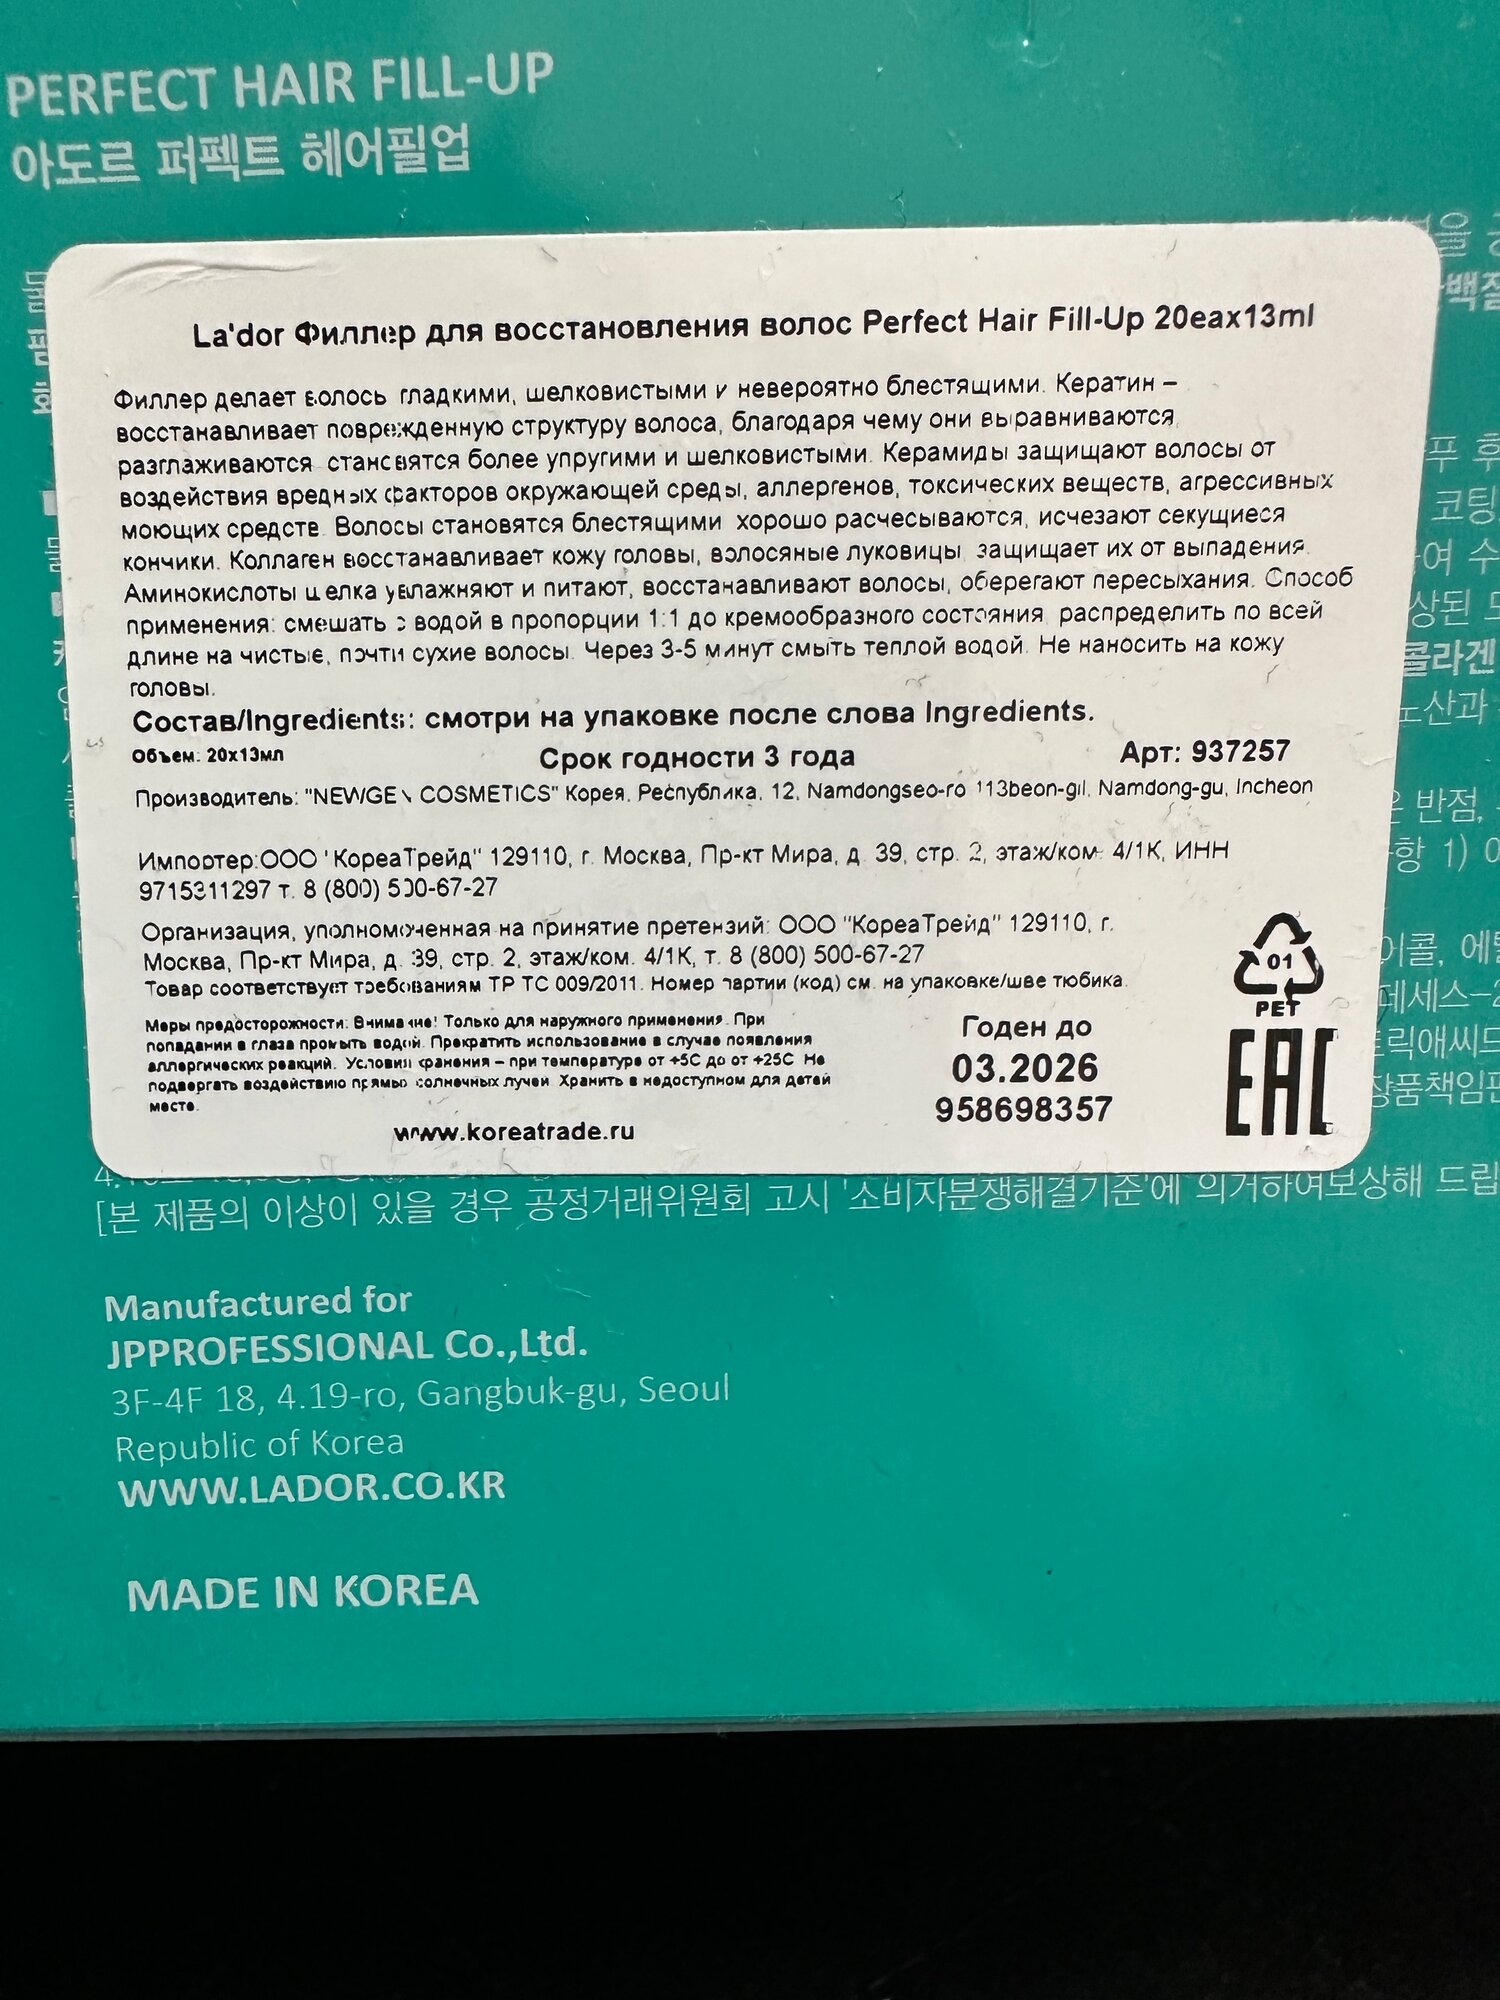 PERFECT HAIR FILL-UP
아도르 퍼펙트 헤어필업
La'dor Филлер для восстановления волос Perfect Hair Fill-Up 20eax13ml
Филлер делает волосы гладкими, шелковистыми и невероятно блестящими. Кератин –
восстанавливает поврежденную структуру волоса, благодаря чему они выравниваются,
разглаживаются становятся более упругими и шелковистыми. Керамиды защищают волосы от
воздействия вредных факторов окружающей среды, аллергенов, токсических веществ, агрессивных
моющих средств. Волосы становятся блестящими хорошо расчесываются, исчезают секущиеся
кончики. Коллаген восстанавливает кожу головы, волосяные луковицы защищает их от выпадения.
Аминокислоты шелка увлажняют и питают, восстанавливают волосы, оберегают пересыхания. Способ
применения: смешать с водой в пропорции 1:1 до кремообразного состояния распределить по всей
длине на чистые, почти сухие волосы. Через 3-5 минут смыть теплой водой. Не наносить на кожу
головы.
Состав/Ingredients: смотри на упаковке после слова Ingredients.
Объем: 20x13мл Срок годности 3 года Арт: 937257
Производитель: "NEWGEN COSMETICS" Корея, Республика, 12, Namdongseo-ro 113beon-gil, Namdong-gu, Incheon
Импортер:ООО "КореаТрейд" 129110, г. Москва, Пр-кт Мира, д. 39, стр. 2, этаж/ком. 4/1К, ИНН
9715311297 т. 8 (800) 500-67-27
Организация, уполномоченная на принятие претензий: ООО "КореаТрейд" 129110, г.
Москва, Пр-кт Мира, д. 39, стр. 2, этаж/ком. 4/1К, т. 8 (800) 500-67-27
Товар соответствует требованиям ТР ТС 009/2011. Номер партии (код) см. на упаковке/шве тюбика.
Меры предосторожности: Внимание! Только для наружного применения. При
попадании в глаза промыть водой. Прекратить использование в случае появления
аллергических реакций. Условия хранения – при температуре от +5С до от +25С Не
подвергать воздействию прямых солнечных лучей. Хранить в недоступном для детей
месте.
www.koreatrade.ru
Годен до
03.2026
958698357
01
PET
EAC
[본 제품의 이상이 있을 경우 공정거래위원회 고시 '소비자분쟁해결기준'에 의거하여보상해 드립
Manufactured for
JPPROFESSIONAL Co.,Ltd.
3F-4F 18, 4.19-ro, Gangbuk-gu, Seoul
Republic of Korea
WWW.LADOR.CO.KR
MADE IN KOREA